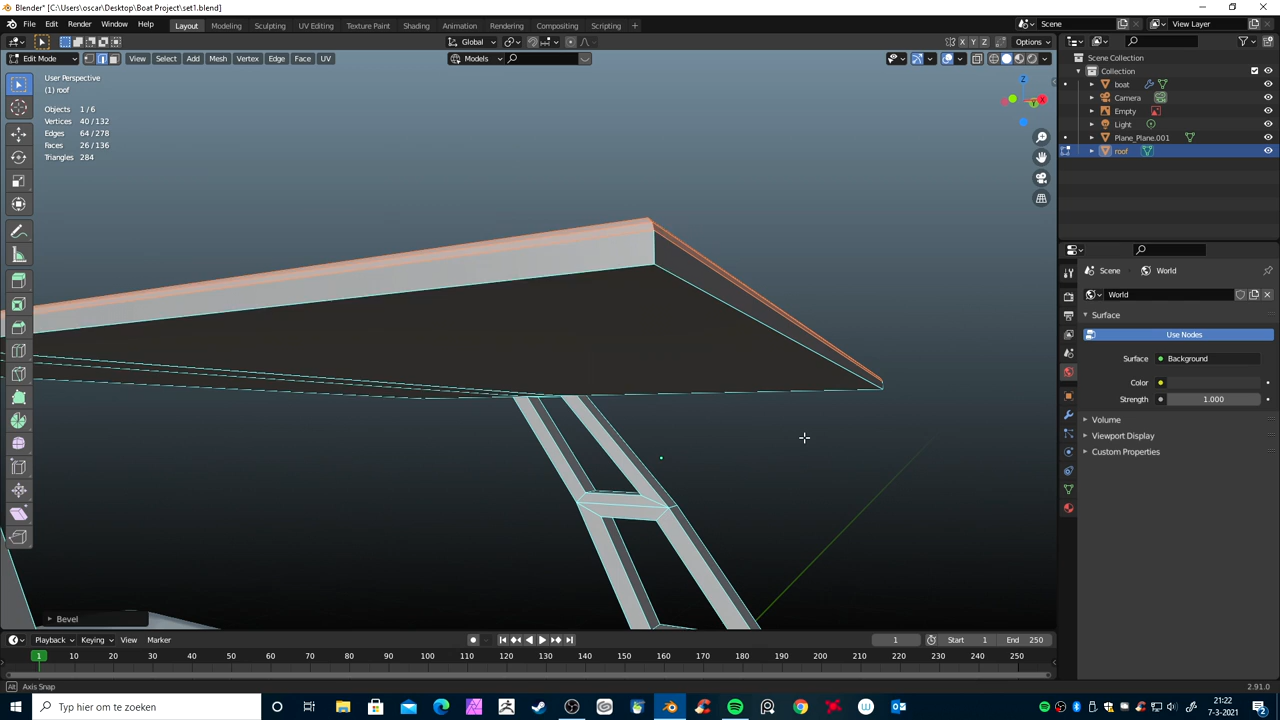 Blender* [C:\Users\oscar\Desktop\Boat Project\set1.blend]
File Edit Render Window Help Layout Modeling Sculpting UV Editing Texture Paint Shading Animation Rendering Compositing Scripting + Scene View Layer
Global X Y Z Options
Edit Mode View Select Add Mesh Vertex Edge Face UV Models
User Perspective
(1) roof
Objects 1 / 6
Vertices 40 / 132
Edges 64 / 278
Faces 26 / 136
Triangles 284
Z
X
Y
Bevel
Scene Collection
Collection
boat
Camera
Empty
Light
Plane_Plane.001
roof
Scene World
World
Surface
Use Nodes
Surface Background
Color
Strength 1.000
Volume
Viewport Display
Custom Properties
Playback Keying View Marker 1 Start 1 End 250
1 10 20 30 40 50 60 70 80 90 100 110 120 130 140 150 160 170 180 190 200 210 220 230 240 250
Alt Axis Snap 2.91.0
Typ hier om te zoeken
21:22
7-3-2021